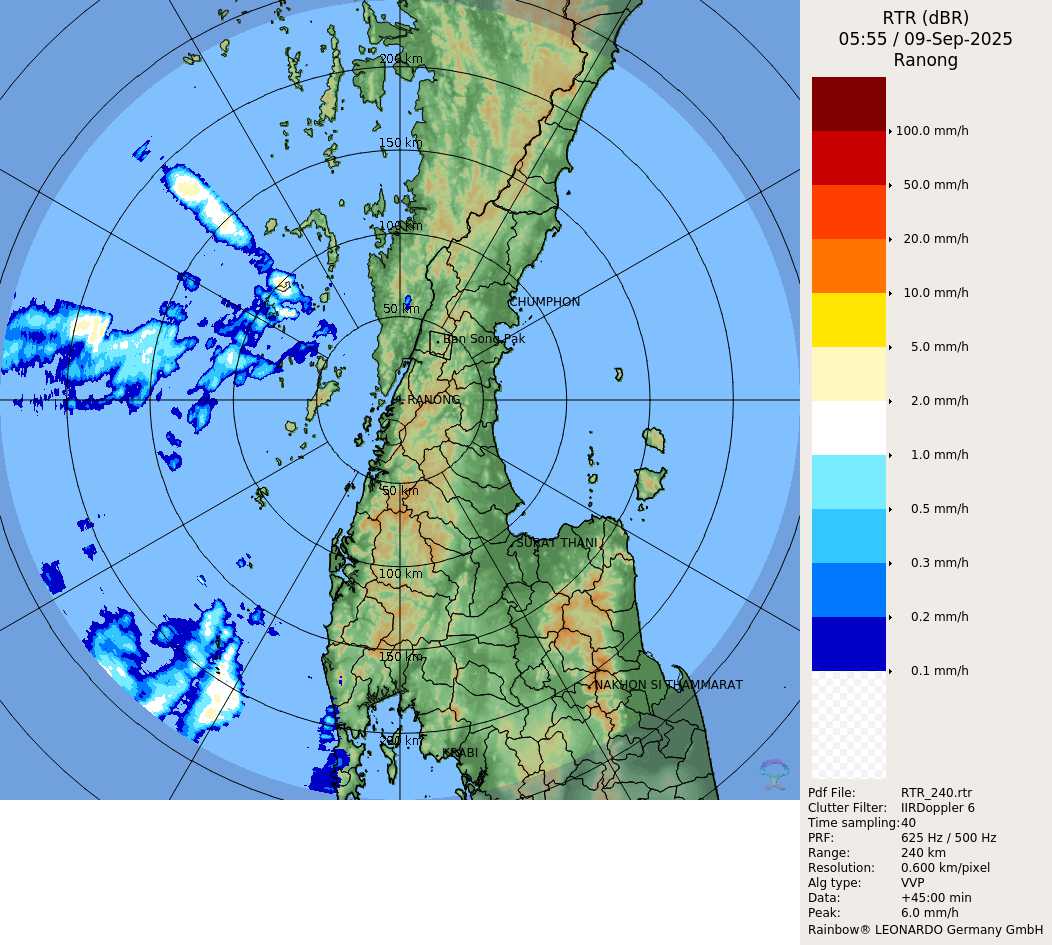 RTR (dBR)
05:55 / 09-Sep-2025
Ranong
200 km
150 km
100 km
50 km
CHUMPHON
Ban Song Pak
RANONG
50 km
SURAT THANI
100 km
150 km
NAKHON SI THAMMARAT
200 km
KRABI
100.0 mm/h
50.0 mm/h
20.0 mm/h
10.0 mm/h
5.0 mm/h
2.0 mm/h
1.0 mm/h
0.5 mm/h
0.3 mm/h
0.2 mm/h
0.1 mm/h
Pdf File: RTR_240.rtr
Clutter Filter: IIRDoppler 6
Time sampling: 40
PRF: 625 Hz / 500 Hz
Range: 240 km
Resolution: 0.600 km/pixel
Alg type: VVP
Data: +45:00 min
Peak: 6.0 mm/h
Rainbow® LEONARDO Germany GmbH